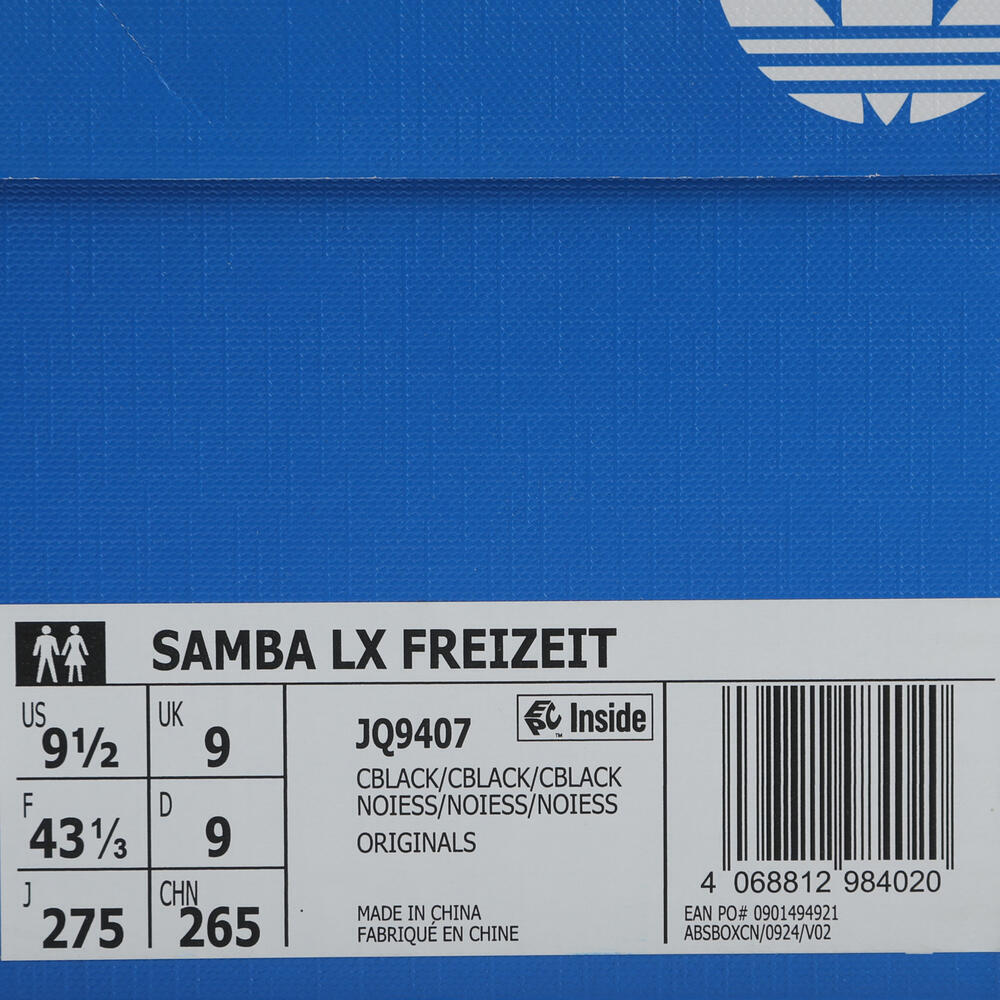 SAMBA LX FREIZEIT
US 9½
UK 9
F 43⅓
D 9
J 275
CHN 265
JQ9407
EPC Inside
TM
CBLACK/CBLACK/CBLACK
NOIESS/NOIESS/NOIESS
ORIGINALS
MADE IN CHINA
FABRIQUÉ EN CHINE
4 068812 984020
EAN PO# 0901494921
ABSBOXCN/0924/V02